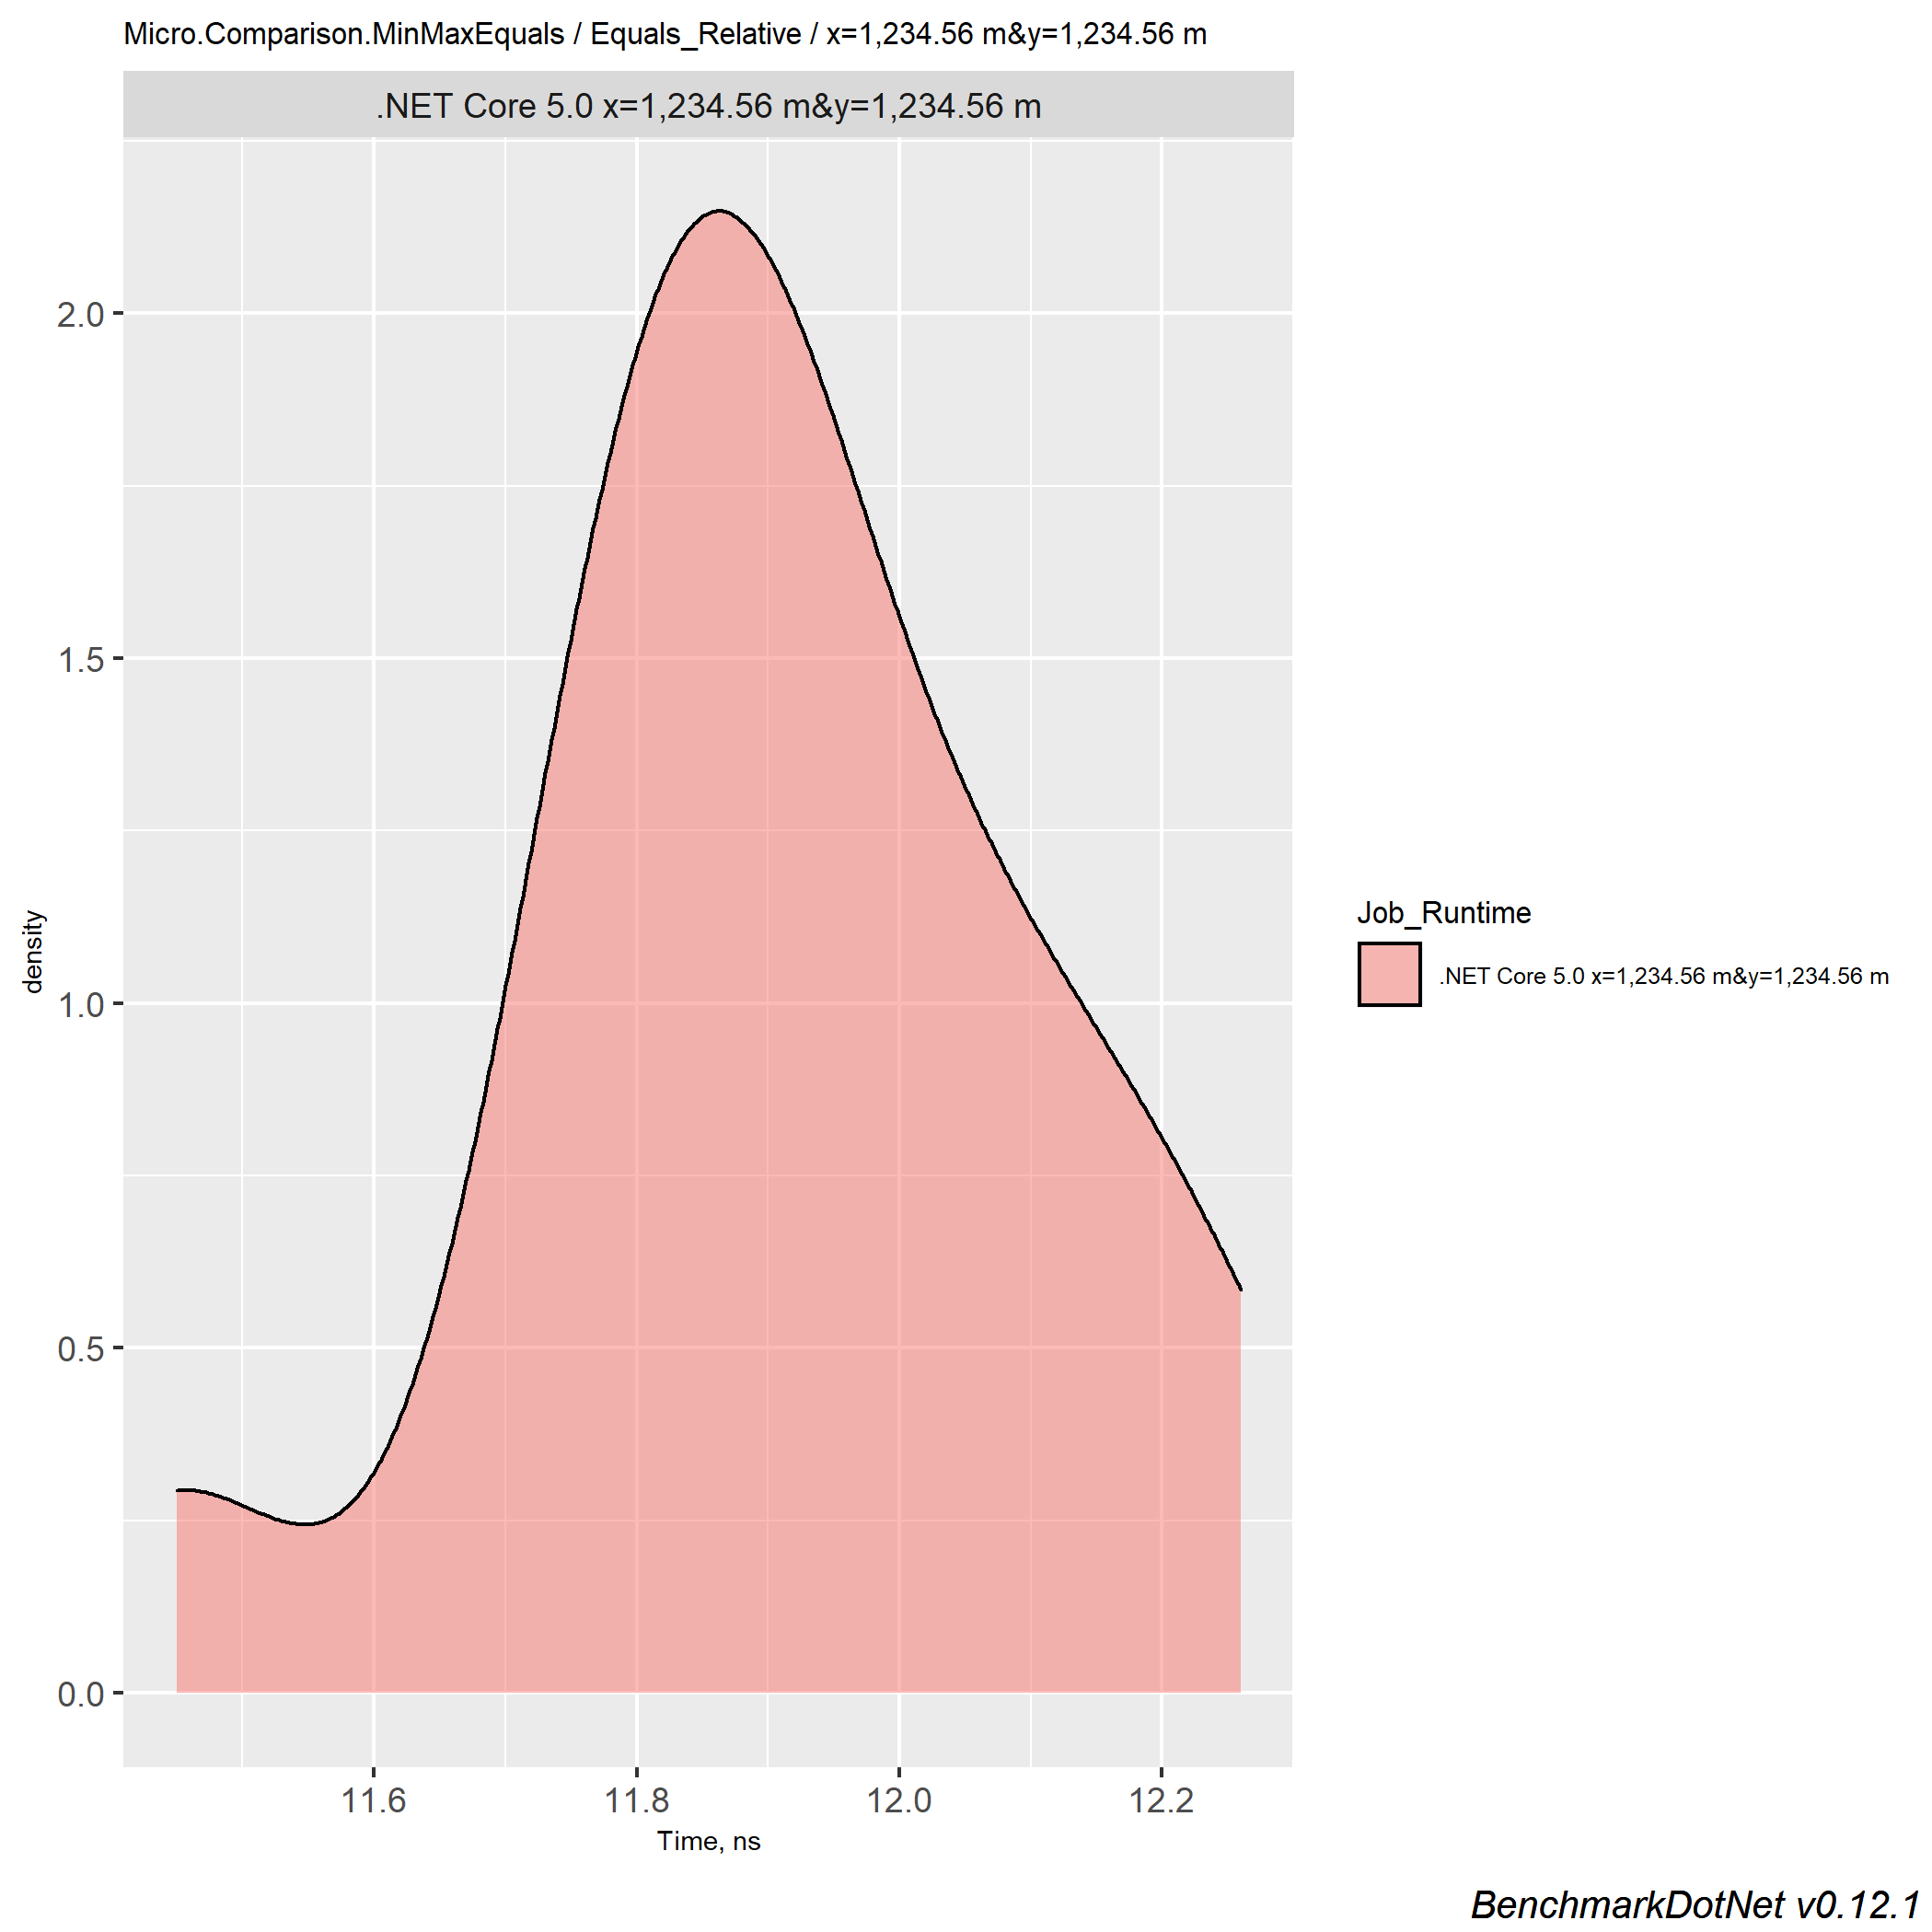 Micro.Comparison.MinMaxEquals / Equals_Relative / x=1,234.56 m&y=1,234.56 m
.NET Core 5.0 x=1,234.56 m&y=1,234.56 m
2.0
1.5
1.0
0.5
0.0
density
11.6 11.8 12.0 12.2
Time, ns
Job_Runtime
.NET Core 5.0 x=1,234.56 m&y=1,234.56 m
BenchmarkDotNet v0.12.1